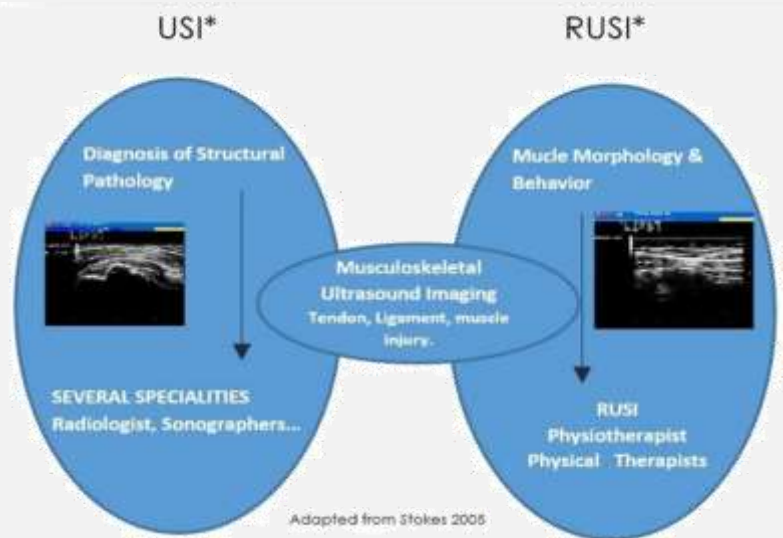 USI*
RUSI*
Diagnosis of Structural
Pathology
Mucle Morphology &
Behavior
Musculoskeletal
Ultrasound Imaging
Tendon, Ligament, muscle
injury.
SEVERAL SPECIALITIES
Radiologist, Sonographers...
RUSI
Physiotherapist
Physical Therapists
Adapted from Stokes 2005